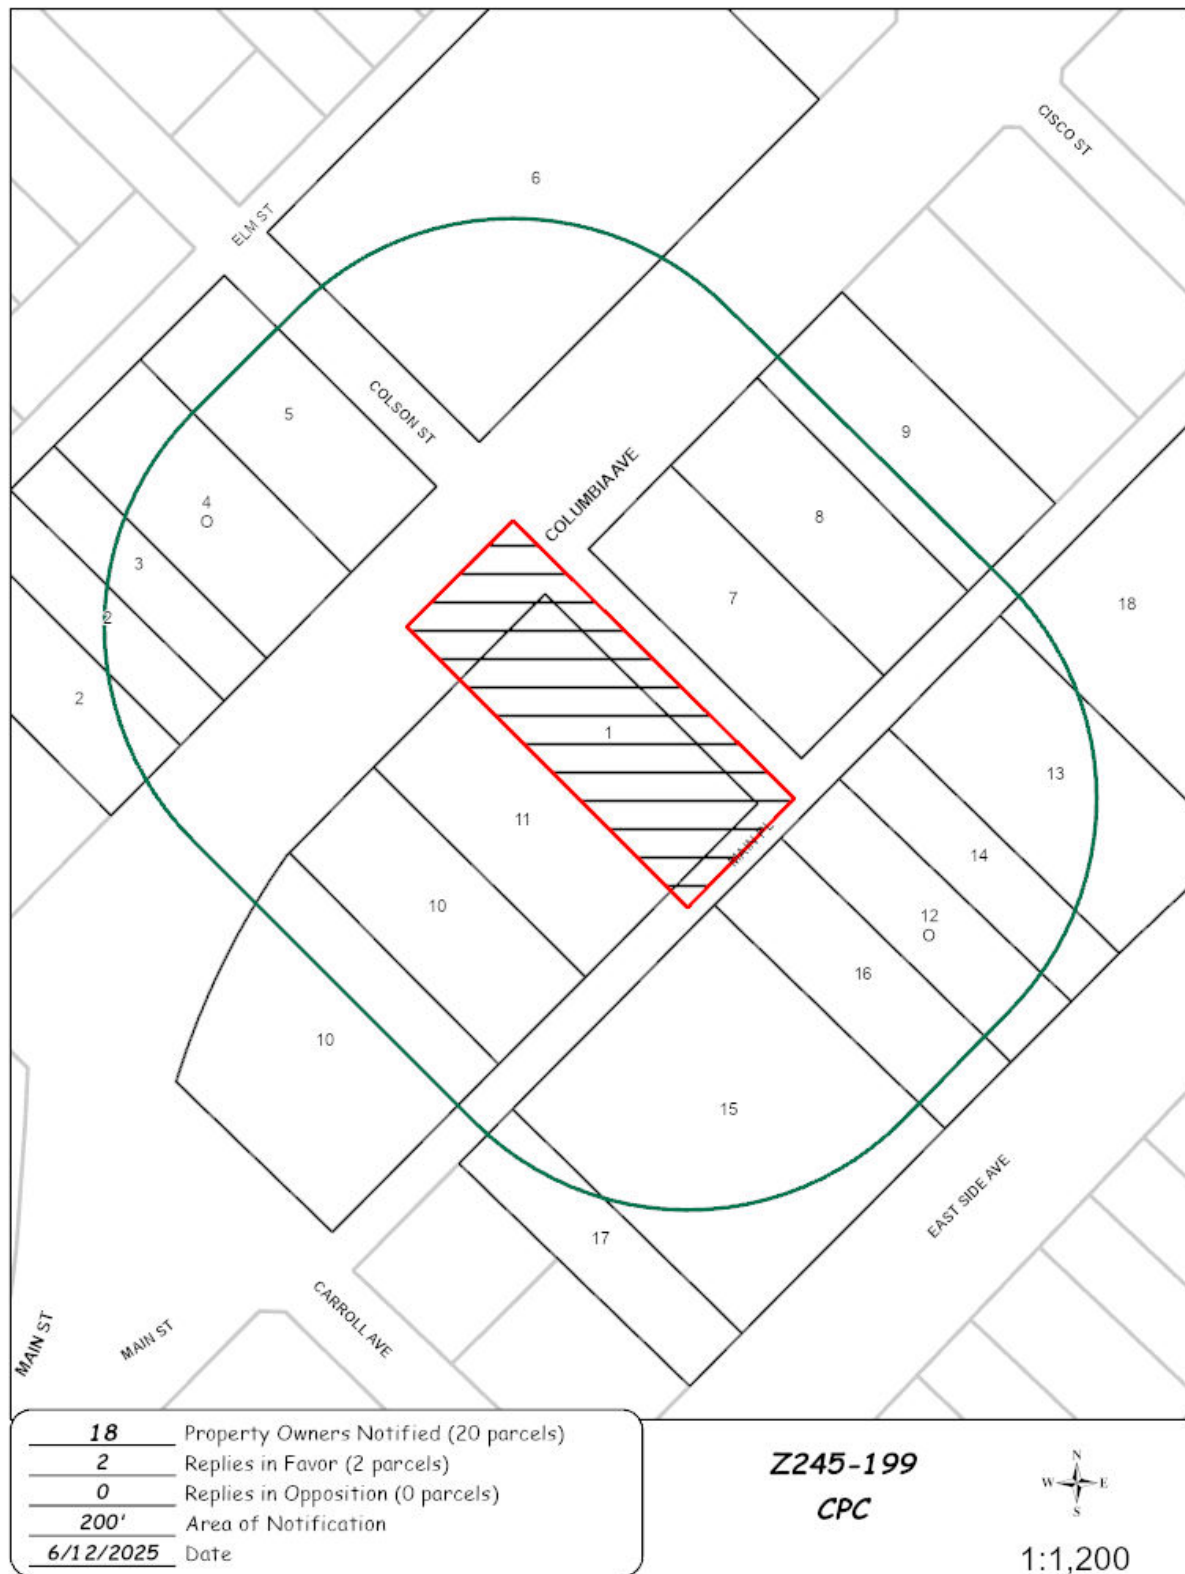 CISCO ST
6
ELM ST
COLSON ST
5
9
COLUMBIA AVE
4
O
8
3
7
18
2
2
1
13
11
MAIN PL
14
10
12
O
16
10
15
EAST SIDE AVE
17
CARROLL AVE
MAIN ST
MAIN ST
18 Property Owners Notified (20 parcels)
2 Replies in Favor (2 parcels)
0 Replies in Opposition (0 parcels)
200' Area of Notification
6/12/2025 Date
Z245-199
CPC
N
W E
S
1:1,200